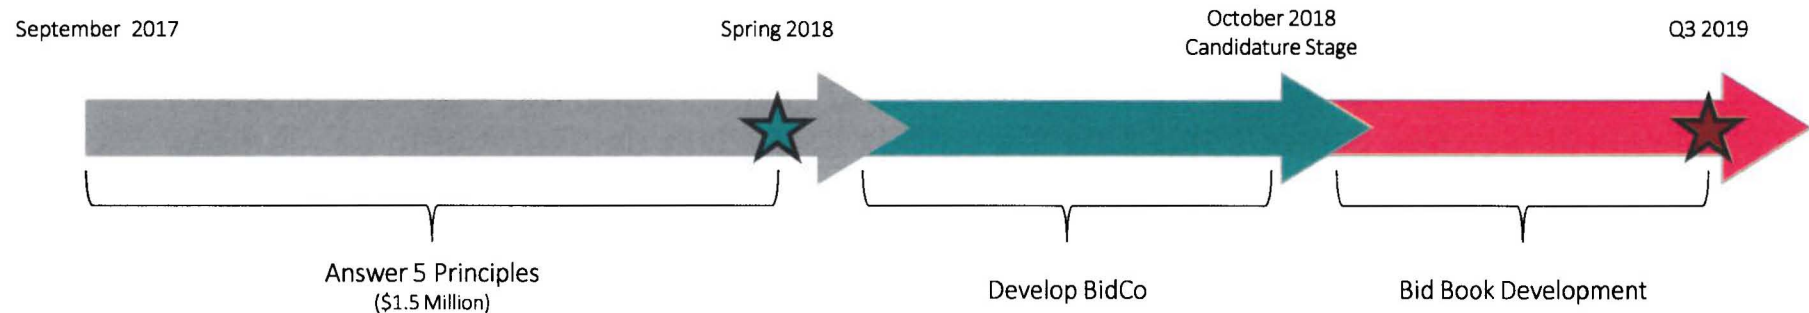 September 2017
Spring 2018
October 2018
Candidature Stage
Q3 2019
Answer 5 Principles
($1.5 Million)
Develop BidCo
Bid Book Development